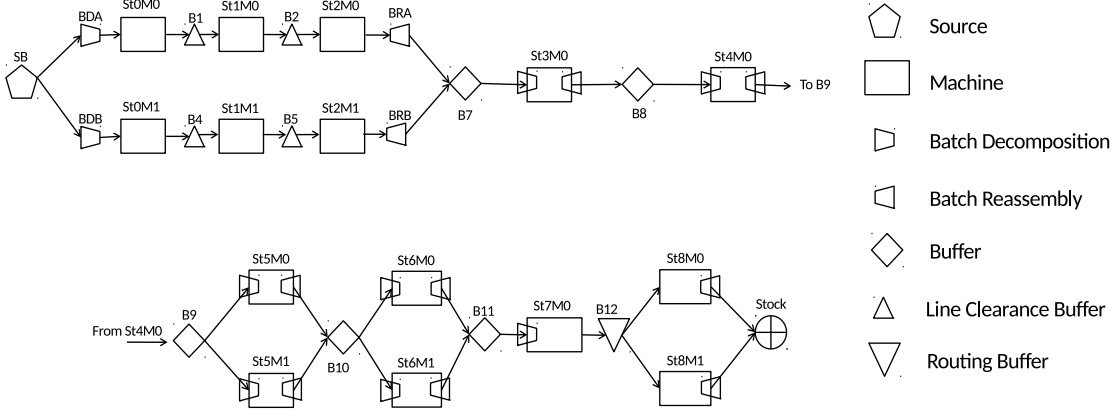 St0M0
St1M0
St2M0
BDA
B1
B2
BRA
SB
St3M0
St4M0
To B9
B7
B8
St0M1
St1M1
St2M1
BDB
B4
B5
BRB
St5M0
St6M0
St8M0
B9
B11
St7M0
B12
Stock
From St4M0
St5M1
B10
St6M1
St8M1
Source
Machine
Batch Decomposition
Batch Reassembly
Buffer
Line Clearance Buffer
Routing Buffer